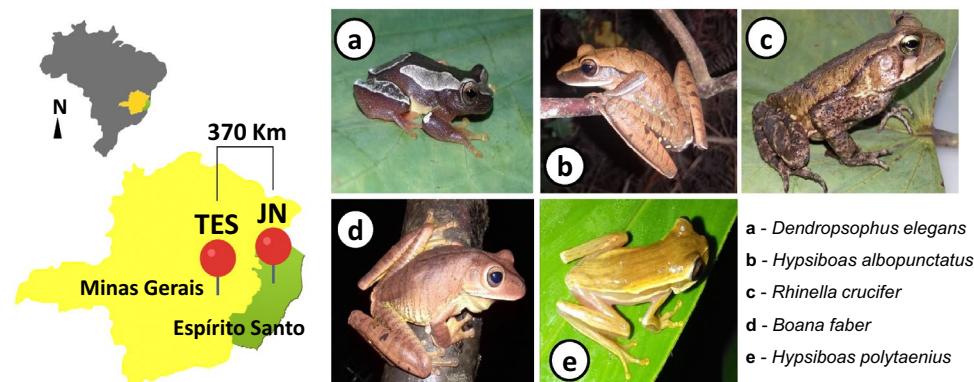 N
370 Km
TES
JN
Minas Gerais
Espírito Santo
a
b
c
d
e
a - Dendropsophus elegans
b - Hypsiboas albopunctatus
c - Rhinella crucifer
d - Boana faber
e - Hypsiboas polytaenius